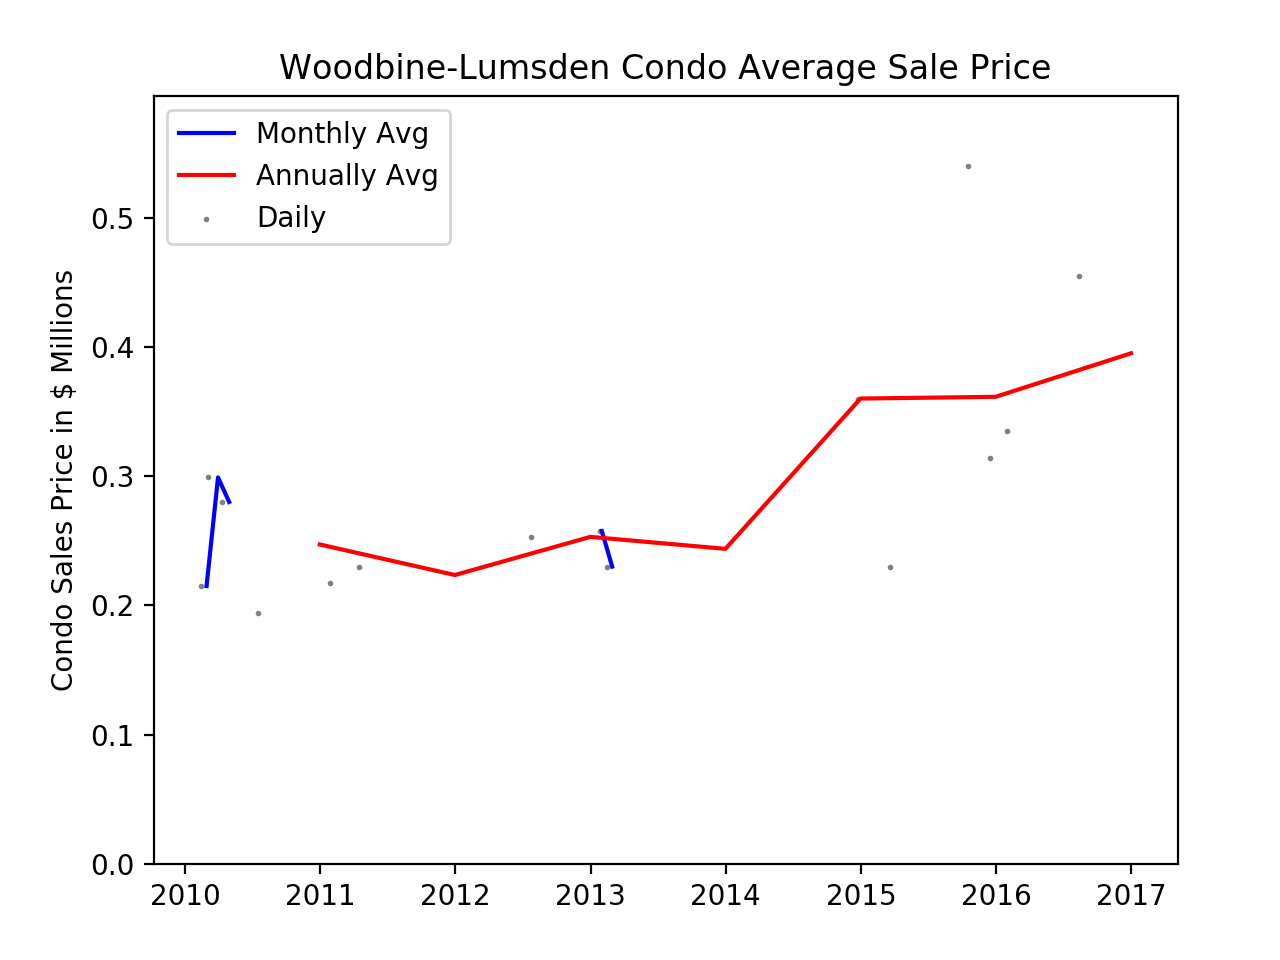 Woodbine-Lumsden Condo Average Sale Price
Monthly Avg
Annually Avg
Daily
Condo Sales Price in $ Millions
0.5
0.4
0.3
0.2
0.1
0.0
2010 2011 2012 2013 2014 2015 2016 2017